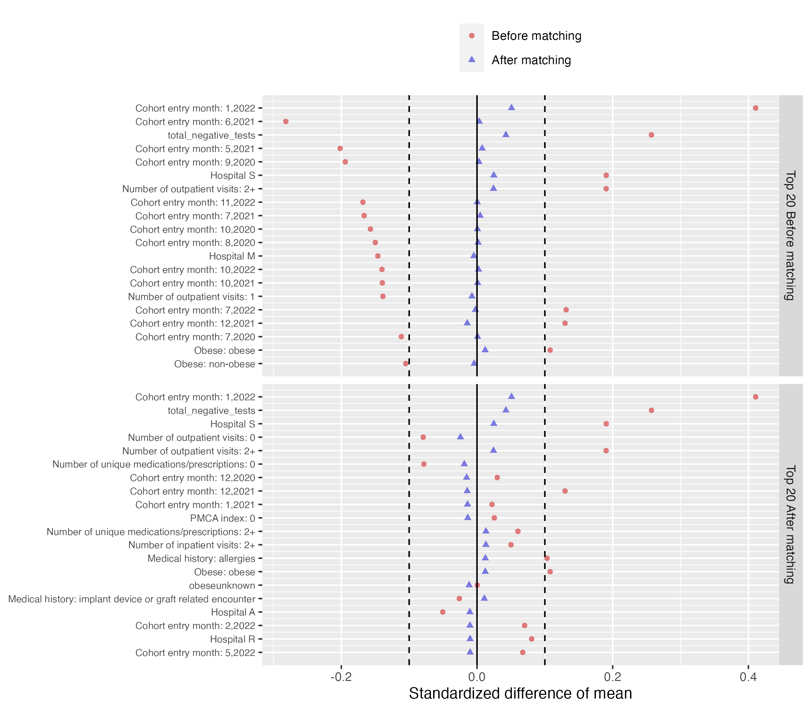 Before matching
After matching
Cohort entry month: 1,2022
Cohort entry month: 6,2021
total_negative_tests
Cohort entry month: 5,2021
Cohort entry month: 9,2020
Hospital S
Number of outpatient visits: 2+
Cohort entry month: 11,2022
Cohort entry month: 7,2021
Cohort entry month: 10,2020
Cohort entry month: 8,2020
Hospital M
Cohort entry month: 10,2022
Cohort entry month: 10,2021
Number of outpatient visits: 1
Cohort entry month: 7,2022
Cohort entry month: 12,2021
Cohort entry month: 7,2020
Obese: obese
Obese: non-obese
Top 20 Before matching
Cohort entry month: 1,2022
total_negative_tests
Hospital S
Number of outpatient visits: 0
Number of outpatient visits: 2+
Number of unique medications/prescriptions: 0
Cohort entry month: 12,2020
Cohort entry month: 12,2021
Cohort entry month: 1,2021
PMCA index: 0
Number of unique medications/prescriptions: 2+
Number of inpatient visits: 2+
Medical history: allergies
Obese: obese
obeseunknown
Medical history: implant device or graft related encounter
Hospital A
Cohort entry month: 2,2022
Hospital R
Cohort entry month: 5,2022
Top 20 After matching
-0.2 0.0 0.2 0.4
Standardized difference of mean